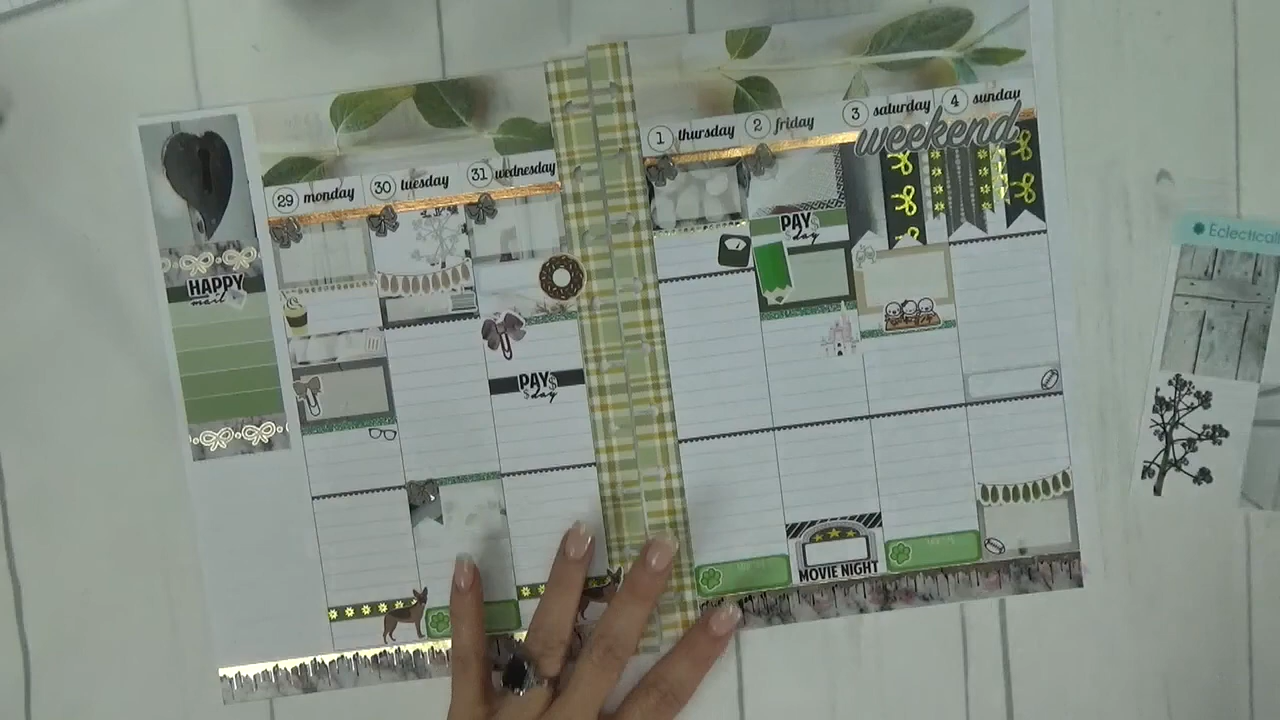 29 monday
30 tuesday
31 wednesday
1 thursday
2 friday
3 saturday
4 sunday
weekend
HAPPY
mail
PAY
$day
PAY$
$day
MOVIE NIGHT